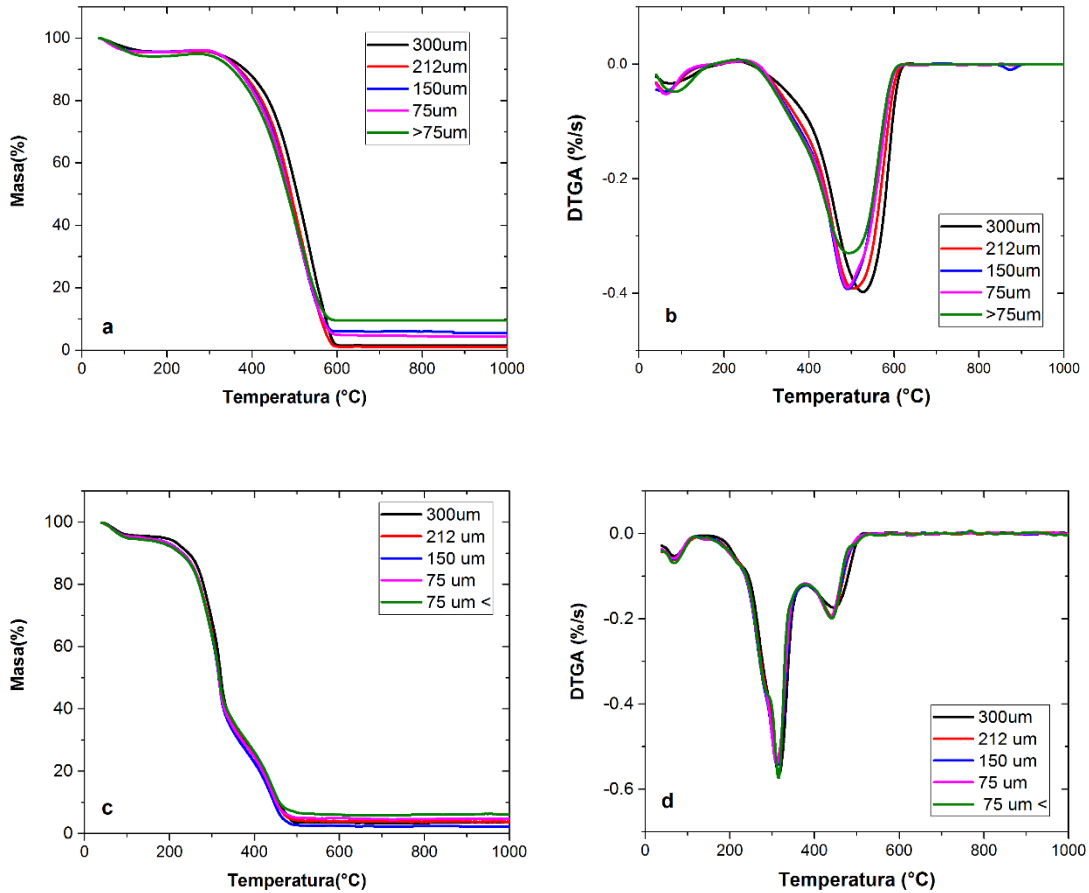 100
80
60
40
20
0
Masa(%)
300um
212um
150um
75um
>75um
a
0 200 400 600 800 1000
Temperatura (°C)
0.0
-0.2
-0.4
DTGA (%/s)
300um
212um
150um
75um
>75um
b
0 200 400 600 800 1000
Temperatura (°C)
100
80
60
40
20
0
Masa(%)
300um
212 um
150 um
75 um
75 um <
c
0 200 400 600 800 1000
Temperatura(°C)
0.0
-0.2
-0.4
-0.6
DTGA (%/s)
300um
212 um
150 um
75 um
75 um <
d
0 200 400 600 800 1000
Temperatura (°C)